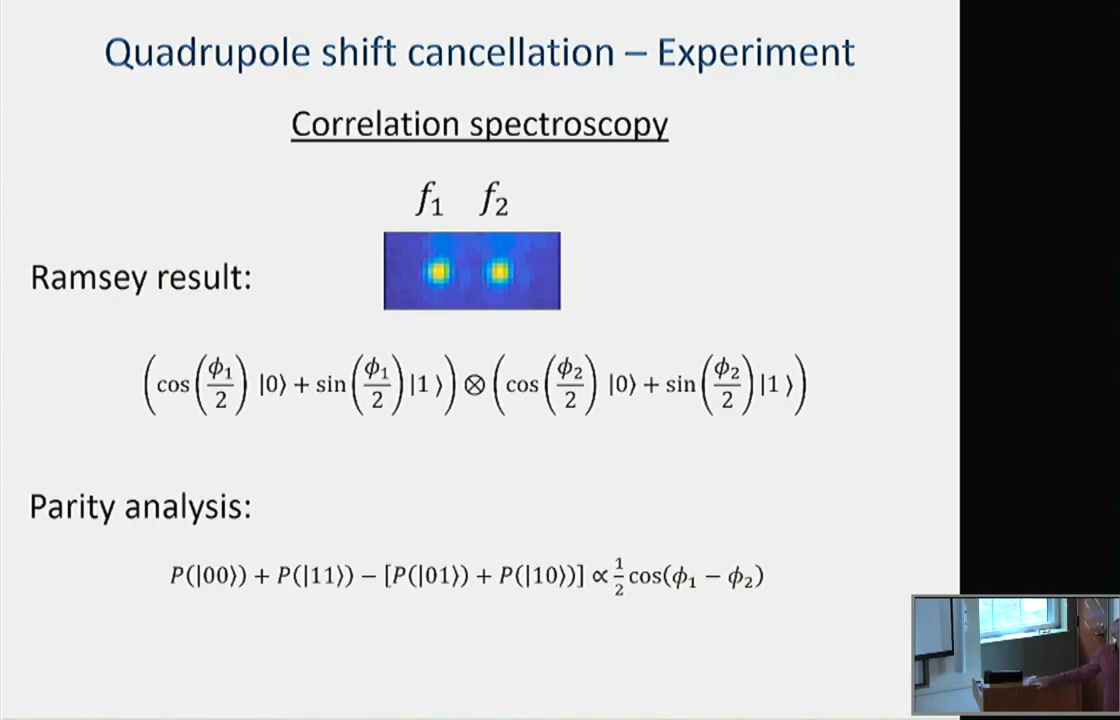 Quadrupole shift cancellation – Experiment
Correlation spectroscopy
f₁ f₂
Ramsey result:
(cos(ϕ₁/2) |0⟩ + sin(ϕ₁/2)|1 ⟩) ⊗ (cos(ϕ₂/2) |0⟩ + sin(ϕ₂/2)|1 ⟩)
Parity analysis:
P(|00⟩) + P(|11⟩) − [P(|01⟩) + P(|10⟩)] ∝ ½ cos(ϕ₁ − ϕ₂)